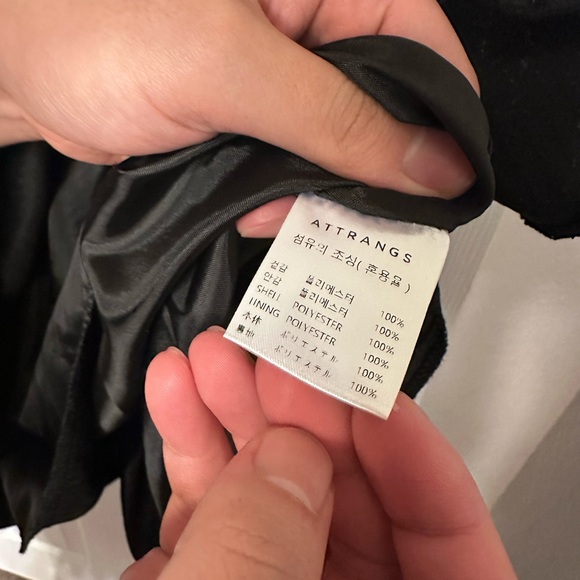 ATTRANGS
섬유의 조성(혼용율)
겉감 폴리에스터 100%
안감 폴리에스터 100%
SHELL POLYESTER 100%
LINING POLYESTER 100%
本体 ポリエステル 100%
裏地 ポリエステル 100%